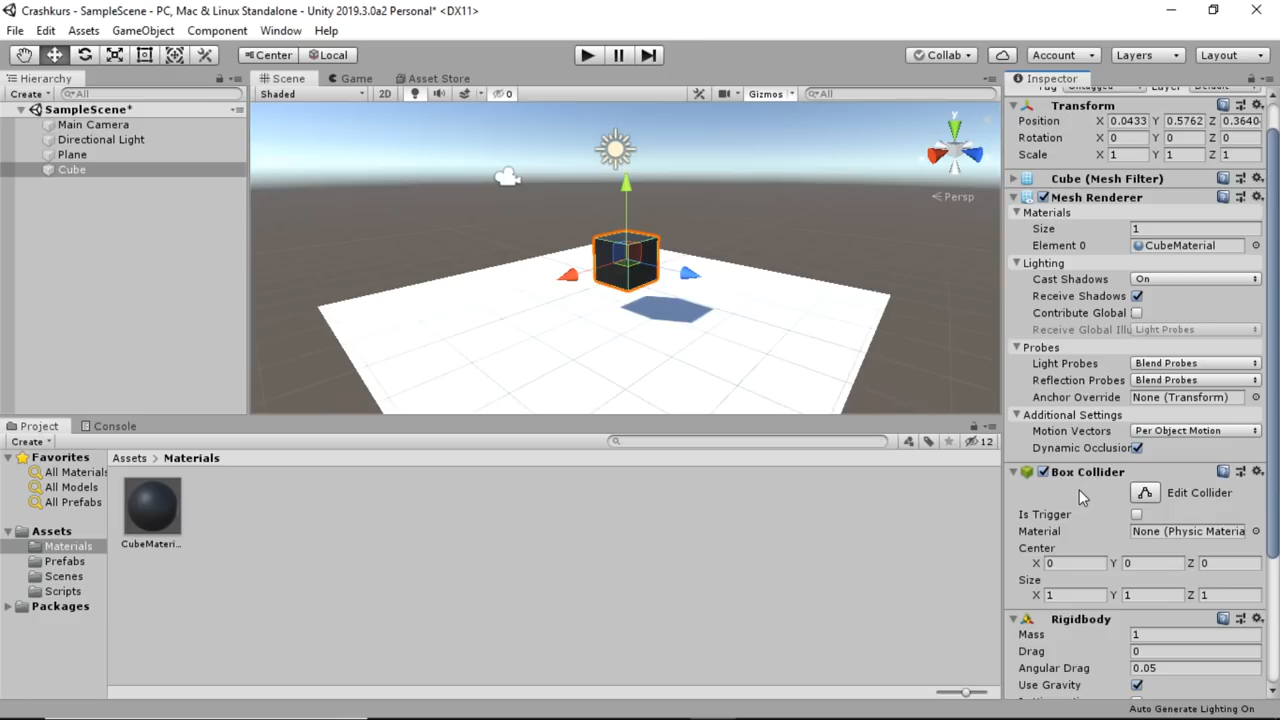 Crashkurs - SampleScene - PC, Mac & Linux Standalone - Unity 2019.3.0a2 Personal* <DX11>
File Edit Assets GameObject Component Window Help
Center Local Collab Account Layers Layout
Hierarchy
Create All
SampleScene*
Main Camera
Directional Light
Plane
Cube
Scene Game Asset Store
Shaded 2D 0 Gizmos All
y
Persp
Project Console
Create 12
Favorites
All Materials
All Models
All Prefabs
Assets
Materials
Prefabs
Scenes
Scripts
Packages
Assets > Materials
CubeMateri...
Inspector
Transform
Position X 0.0433 Y 0.5762 Z 0.3640
Rotation X 0 Y 0 Z 0
Scale X 1 Y 1 Z 1
Cube (Mesh Filter)
Mesh Renderer
Materials
Size 1
Element 0 CubeMaterial
Lighting
Cast Shadows On
Receive Shadows
Contribute Global
Receive Global Illu Light Probes
Probes
Light Probes Blend Probes
Reflection Probes Blend Probes
Anchor Override None (Transform)
Additional Settings
Motion Vectors Per Object Motion
Dynamic Occlusion
Box Collider
Edit Collider
Is Trigger
Material None (Physic Materia
Center
X 0 Y 0 Z 0
Size
X 1 Y 1 Z 1
Rigidbody
Mass 1
Drag 0
Angular Drag 0.05
Use Gravity
Auto Generate Lighting On